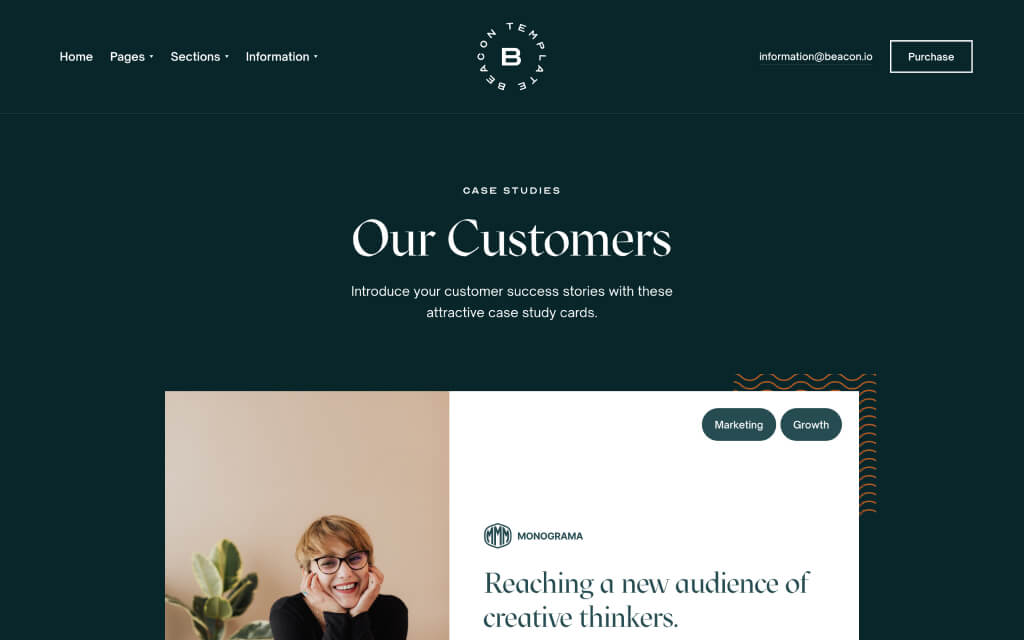 Home
Pages
Sections
Information
BEACON TEMPLATE
B
information@beacon.io
Purchase
CASE STUDIES
Our Customers
Introduce your customer success stories with these
attractive case study cards.
Marketing
Growth
MMM
MONOGRAMA
Reaching a new audience of
creative thinkers.